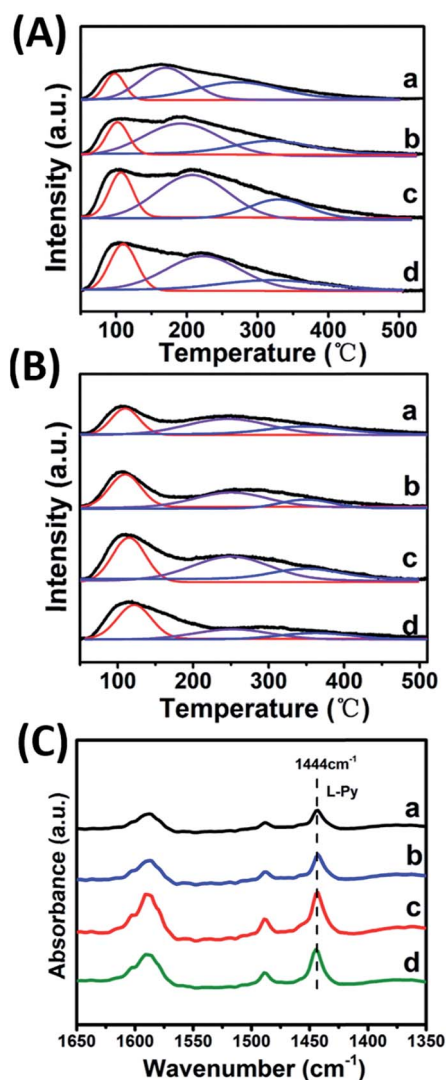 (A)
a
b
c
d
Intensity (a.u.)
100 200 300 400 500
Temperature (℃)
(B)
a
b
c
d
Intensity (a.u.)
100 200 300 400 500
Temperature (℃)
(C)
1444cm-1
L-Py
a
b
c
d
Absorbance (a.u.)
1650 1600 1550 1500 1450 1400 1350
Wavenumber (cm-1)